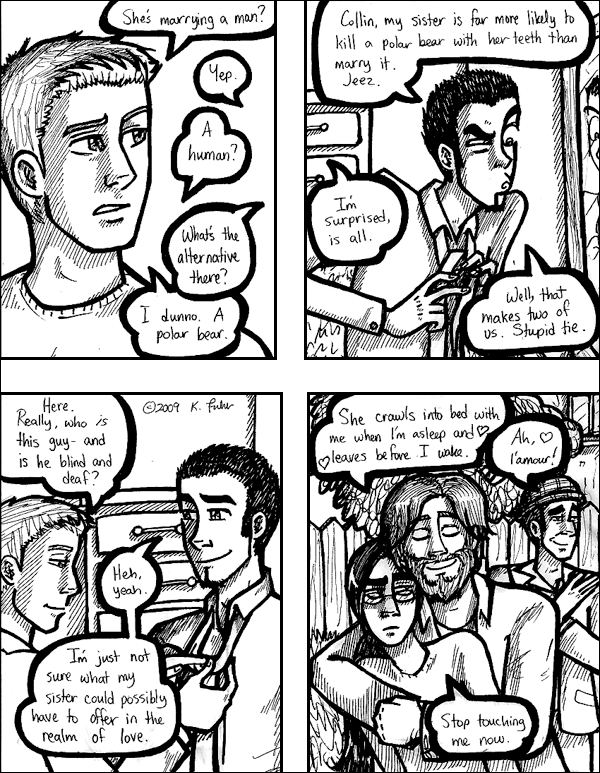 She's marrying a man?
Yep.
A
human?
What's the
alternative
there?
I dunno. A
polar bear.
Collin, my sister is far more likely to
kill a polar bear with her teeth than
marry it.
Jeez.
I'm
surprised,
is all.
Well, that
makes two of
us. Stupid tie.
Here.
Really, who is
this guy- and
is he blind and
deaf?
©2009 K. Fuhr
Heh,
yeah.
I'm just not
sure what my
sister could possibly
have to offer in the
realm of love.
She crawls into bed with
me when I'm asleep and ♡
♡ leaves before I wake.
Ah, ♡
l'amour!
Stop touching
me now.